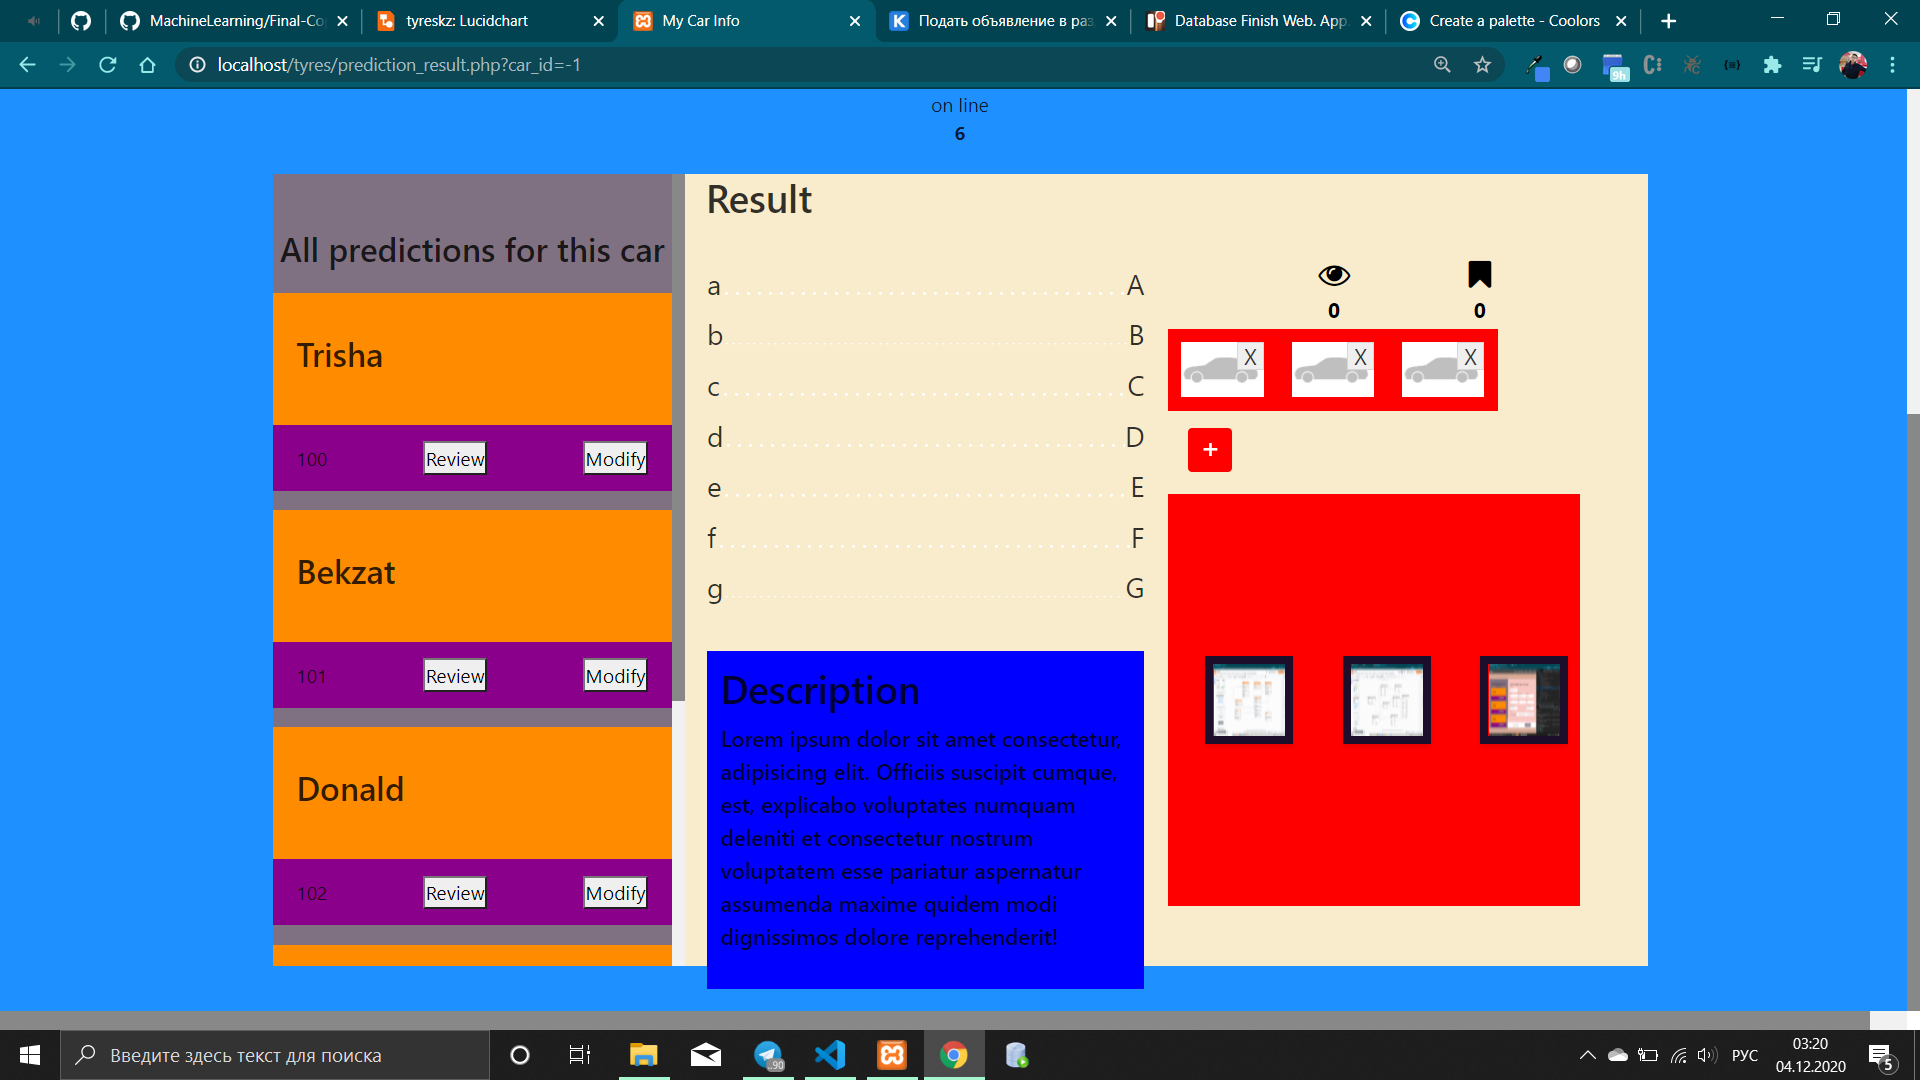 MachineLearning/Final-Co
tyreskz: Lucidchart
My Car Info
Подать объявление в раз
Database Finish Web. App.
Create a palette - Coolors
localhost/tyres/prediction_result.php?car_id=-1
9h
on line
6
All predictions for this car
Trisha
100 Review Modify
Bekzat
101 Review Modify
Donald
102 Review Modify
Result
a A
b B
c C
d D
e E
f F
g G
Description
Lorem ipsum dolor sit amet consectetur,
adipisicing elit. Officiis suscipit cumque,
est, explicabo voluptates numquam
deleniti et consectetur nostrum
voluptatem esse pariatur aspernatur
assumenda maxime quidem modi
dignissimos dolore reprehenderit!
0 0
X X X
+
Введите здесь текст для поиска
..90
РУС
03:20
04.12.2020
5